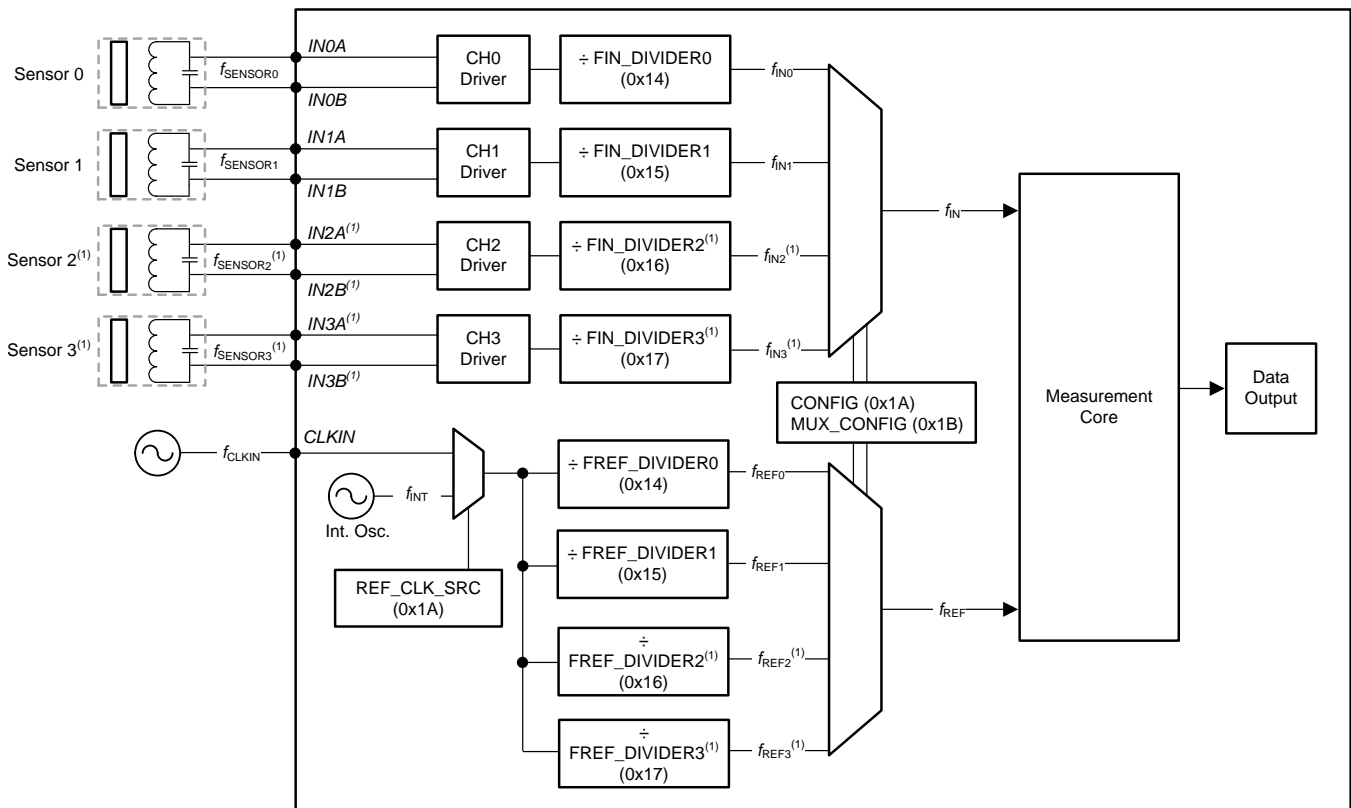 Sensor 0
fSENSOR0
IN0A
IN0B
CH0
Driver
÷ FIN_DIVIDER0
(0x14)
fIN0
Sensor 1
fSENSOR1
IN1A
IN1B
CH1
Driver
÷ FIN_DIVIDER1
(0x15)
fIN1
Sensor 2(1)
fSENSOR2(1)
IN2A(1)
IN2B(1)
CH2
Driver
÷ FIN_DIVIDER2(1)
(0x16)
fIN2(1)
Sensor 3(1)
fSENSOR3(1)
IN3A(1)
IN3B(1)
CH3
Driver
÷ FIN_DIVIDER3(1)
(0x17)
fIN3(1)
fIN
CONFIG (0x1A)
MUX_CONFIG (0x1B)
Measurement
Core
Data
Output
fCLKIN
CLKIN
fINT
Int. Osc.
REF_CLK_SRC
(0x1A)
÷ FREF_DIVIDER0
(0x14)
fREF0
÷ FREF_DIVIDER1
(0x15)
fREF1
÷
FREF_DIVIDER2(1)
(0x16)
fREF2(1)
÷
FREF_DIVIDER3(1)
(0x17)
fREF3(1)
fREF